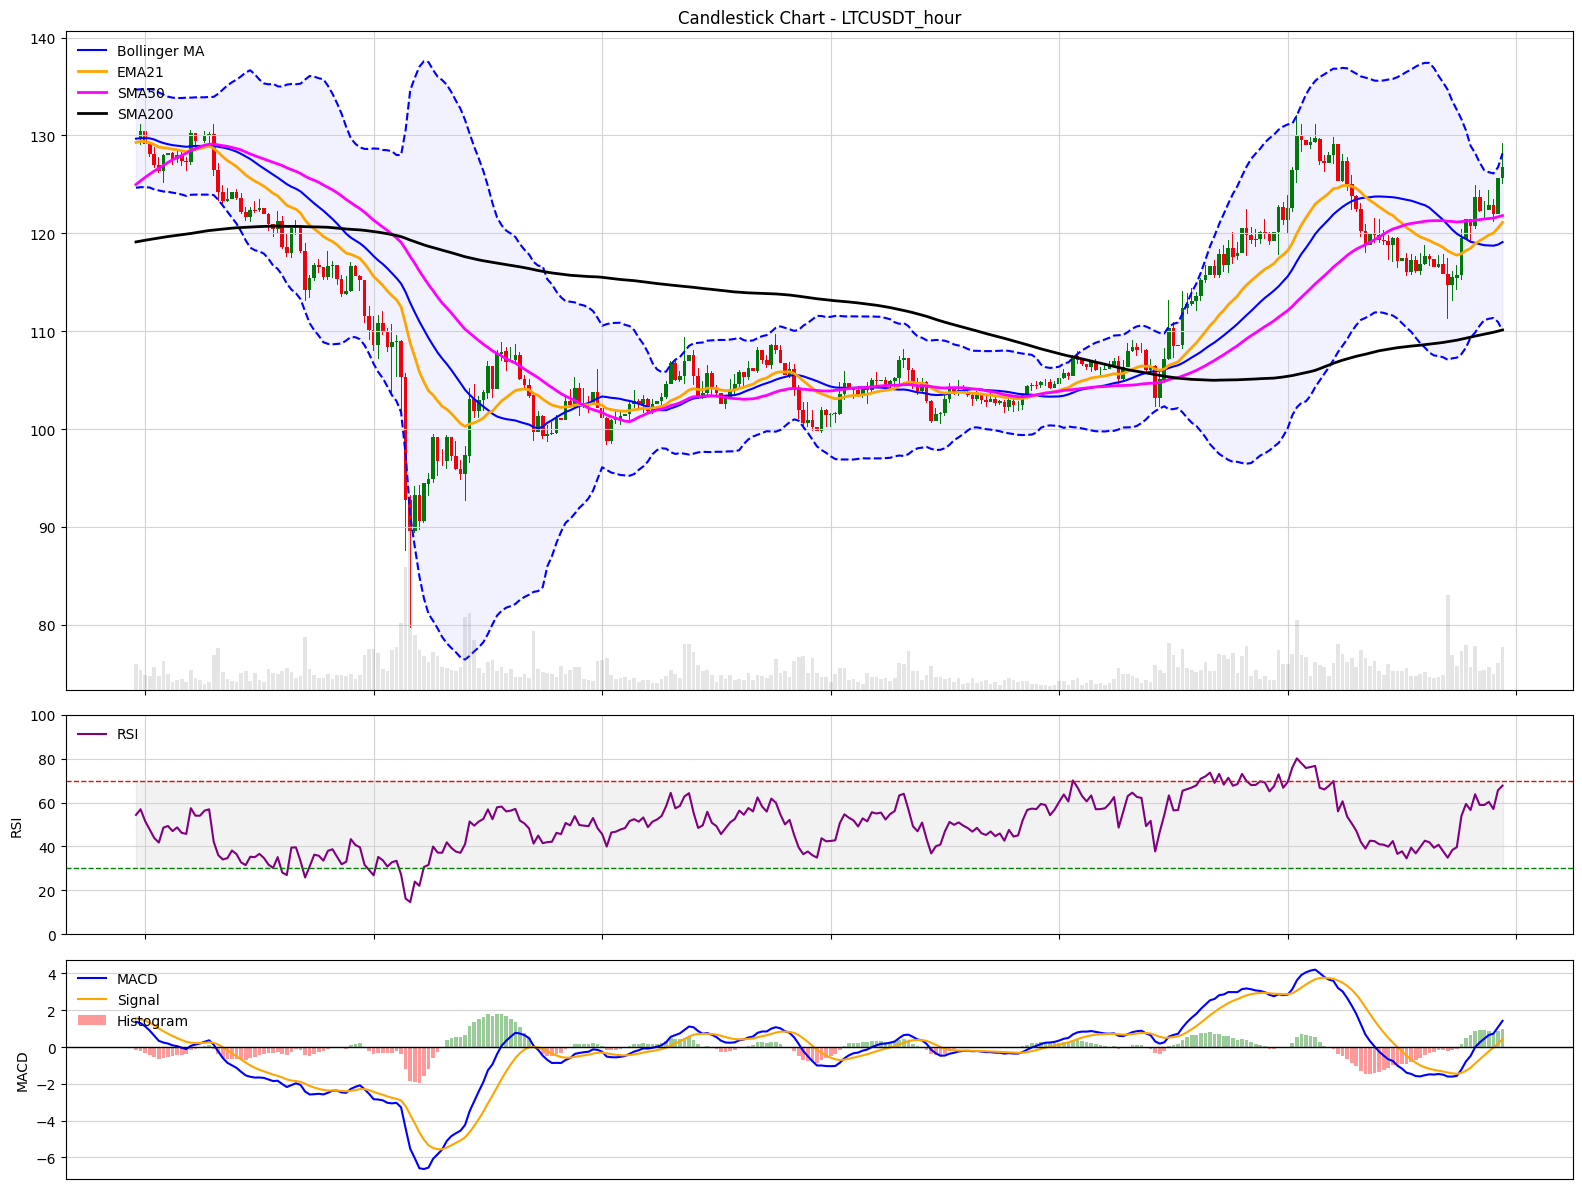 Candlestick Chart - LTCUSDT_hour
140
130
120
110
100
90
80
Bollinger MA
EMA21
SMA50
SMA200
100
80
60
40
20
0
RSI
RSI
4
2
0
−2
−4
−6
MACD
MACD
Signal
Histogram